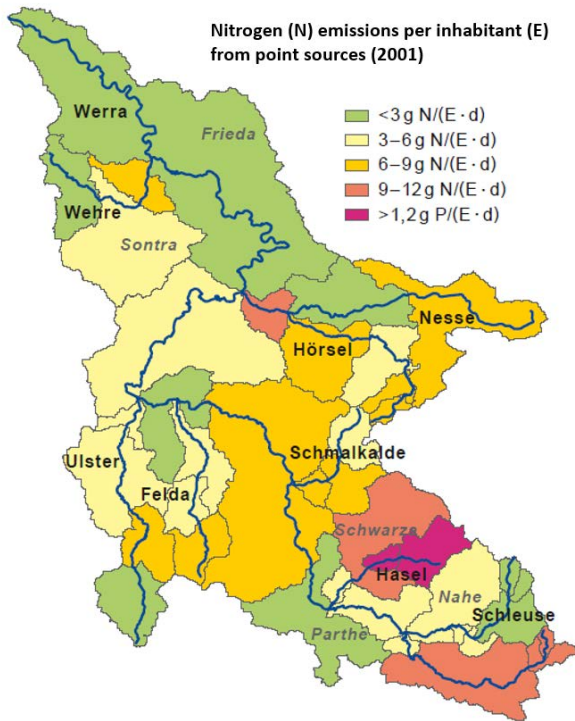 Nitrogen (N) emissions per inhabitant (E)
from point sources (2001)
<3 g N/(E · d)
3–6 g N/(E · d)
6–9 g N/(E · d)
9–12 g N/(E · d)
>1,2 g P/(E · d)
Werra
Frieda
Wehre
Sontra
Nesse
Hörsel
Schmalkalde
Ulster
Felda
Schwarza
Hasel
Nahe
Schleuse
Parthe